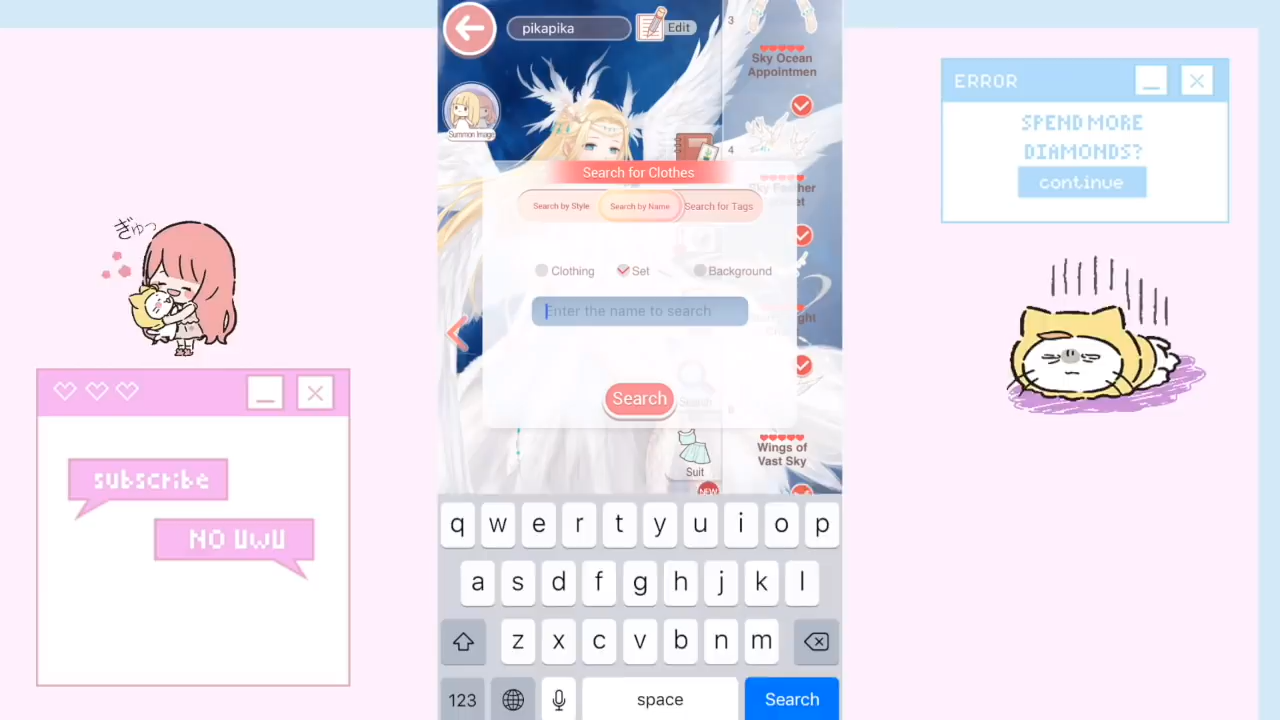 pikapika
Edit
3
Sky Ocean
Appointmen
Summon Image
4
Search for Clothes
Search by Style
Search by Name
Search for Tags
Clothing
Set
Background
Enter the name to search
Search
Suit
NEW
Wings of
Vast Sky
q w e r t y u i o p
a s d f g h j k l
z x c v b n m
123
space
Search
ぎゅっ
subscribe
NO UwU
ERROR
SPEND MORE
DIAMONDS?
continue